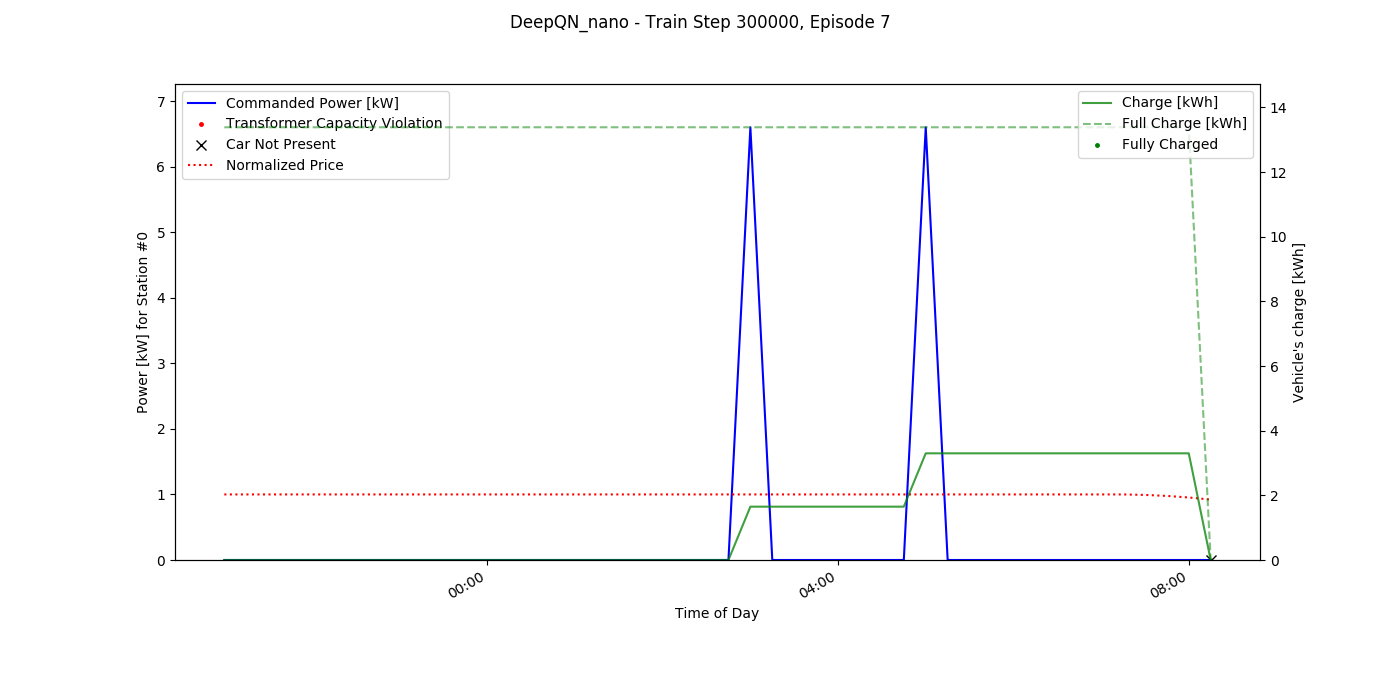 DeepQN_nano - Train Step 300000, Episode 7
Commanded Power [kW]
Transformer Capacity Violation
Car Not Present
Normalized Price
Charge [kWh]
Full Charge [kWh]
Fully Charged
Power [kW] for Station #0
7
6
5
4
3
2
1
0
Vehicle's charge [kWh]
14
12
10
8
6
4
2
0
00:00
04:00
08:00
Time of Day